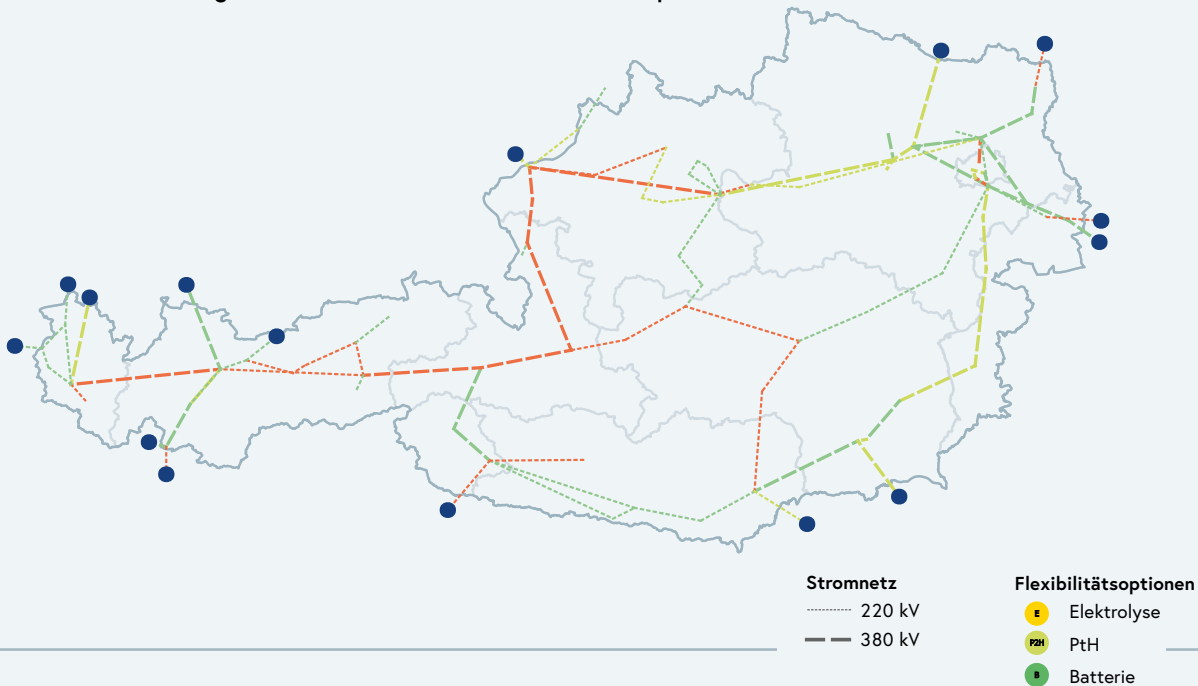 Stromnetz
220 kV
380 kV
Flexibilitätsoptionen
E Elektrolyse
P2H PtH
B Batterie